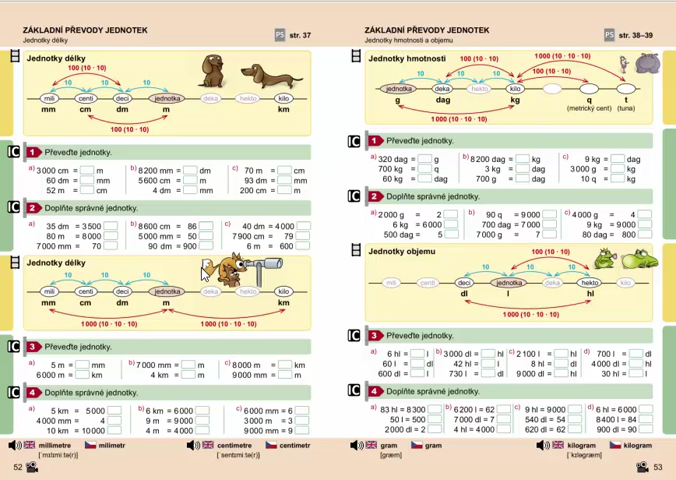 ZÁKLADNÍ PŘEVODY JEDNOTEK
Jednotky délky
PS str. 37
Jednotky délky
10 (10 · 10)
10 10 10
mili centi deci jednotka deka hekto kilo
mm cm dm m km
100 (10 · 10)
1 Převeďte jednotky.
a) 3 000 cm = m
60 dm = mm
52 m = cm
b) 8 200 mm = dm
5 600 cm = m
4 dm = mm
c) 70 m = cm
93 dm = mm
200 cm = m
2 Doplňte správné jednotky.
a) 35 dm = 3 500
80 m = 8 000
7 000 mm = 70
b) 8 600 cm = 86
5 000 mm = 50
90 dm = 900
c) 40 dm = 4 000
7 900 cm = 79
6 m = 600
Jednotky délky
10 10 10
mili centi deci jednotka deka hekto kilo
mm cm dm m km
1 000 (10 · 10 · 10) 1 000 (10 · 10 · 10)
3 Převeďte jednotky.
a) 5 m = mm
6 000 m = km
b) 7 000 mm = m
4 km = m
c) 8 000 m = km
9 000 mm = m
4 Doplňte správné jednotky.
a) 5 km = 5 000
4 000 mm = 4
10 km = 10 000
b) 6 km = 6 000
9 m = 9 000
4 m = 4 000
c) 6 000 mm = 6
3 000 m = 3
9 000 mm = 9
millimetre milimetr
centimetre centimetr
52
ZÁKLADNÍ PŘEVODY JEDNOTEK
Jednotky hmotnosti a objemu
PS str. 38–39
Jednotky hmotnosti
100 (10 · 10) 1 000 (10 · 10 · 10)
10 10 10 100 (10 · 10)
jednotka deka hekto kilo
g dag kg q t
(metrický cent) (tuna)
1 000 (10 · 10 · 10)
1 Převeďte jednotky.
a) 320 dag = g
700 kg = q
60 kg = dag
b) 8 200 dag = kg
3 kg = dag
700 g = dag
c) 9 kg = dag
3 000 g = kg
10 q = kg
2 Doplňte správné jednotky.
a) 2 000 g = 2
6 kg = 6 000
500 dag = 5
b) 90 q = 9 000
700 dag = 7 000
7 000 g = 7
c) 4 000 g = 4
9 kg = 9 000
80 dag = 800
Jednotky objemu
100 (10 · 10)
10 10 10
mili centi deci jednotka deka hekto kilo
dl l hl
1 000 (10 · 10 · 10)
3 Převeďte jednotky.
a) 6 hl = l
60 l = dl
600 dl = l
b) 3 000 dl = hl
42 hl = l
730 l = dl
c) 2 100 l = hl
8 hl = dl
9 000 dl = hl
d) 700 l = dl
4 000 dl = hl
30 hl = l
4 Doplňte správné jednotky.
a) 83 hl = 8 300
50 l = 500
2 000 dl = 2
b) 6 200 l = 62
7 000 dl = 7
4 hl = 4 000
c) 9 hl = 9 000
540 dl = 54
620 dl = 62
d) 6 hl = 6 000
8 400 l = 84
900 dl = 90
gram gram
[græm]
kilogram kilogram
53